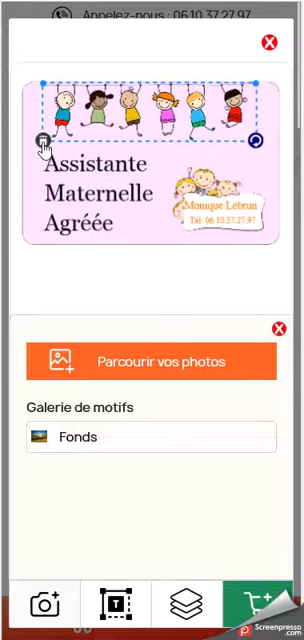 Appelez-nous : 06 10 37 27 97
Assistante
Maternelle
Agréée
Monique Lebrun
Tél: 06.10.37.27.97
Parcourir vos photos
Galerie de motifs
Fonds
T
Screenpresso.com